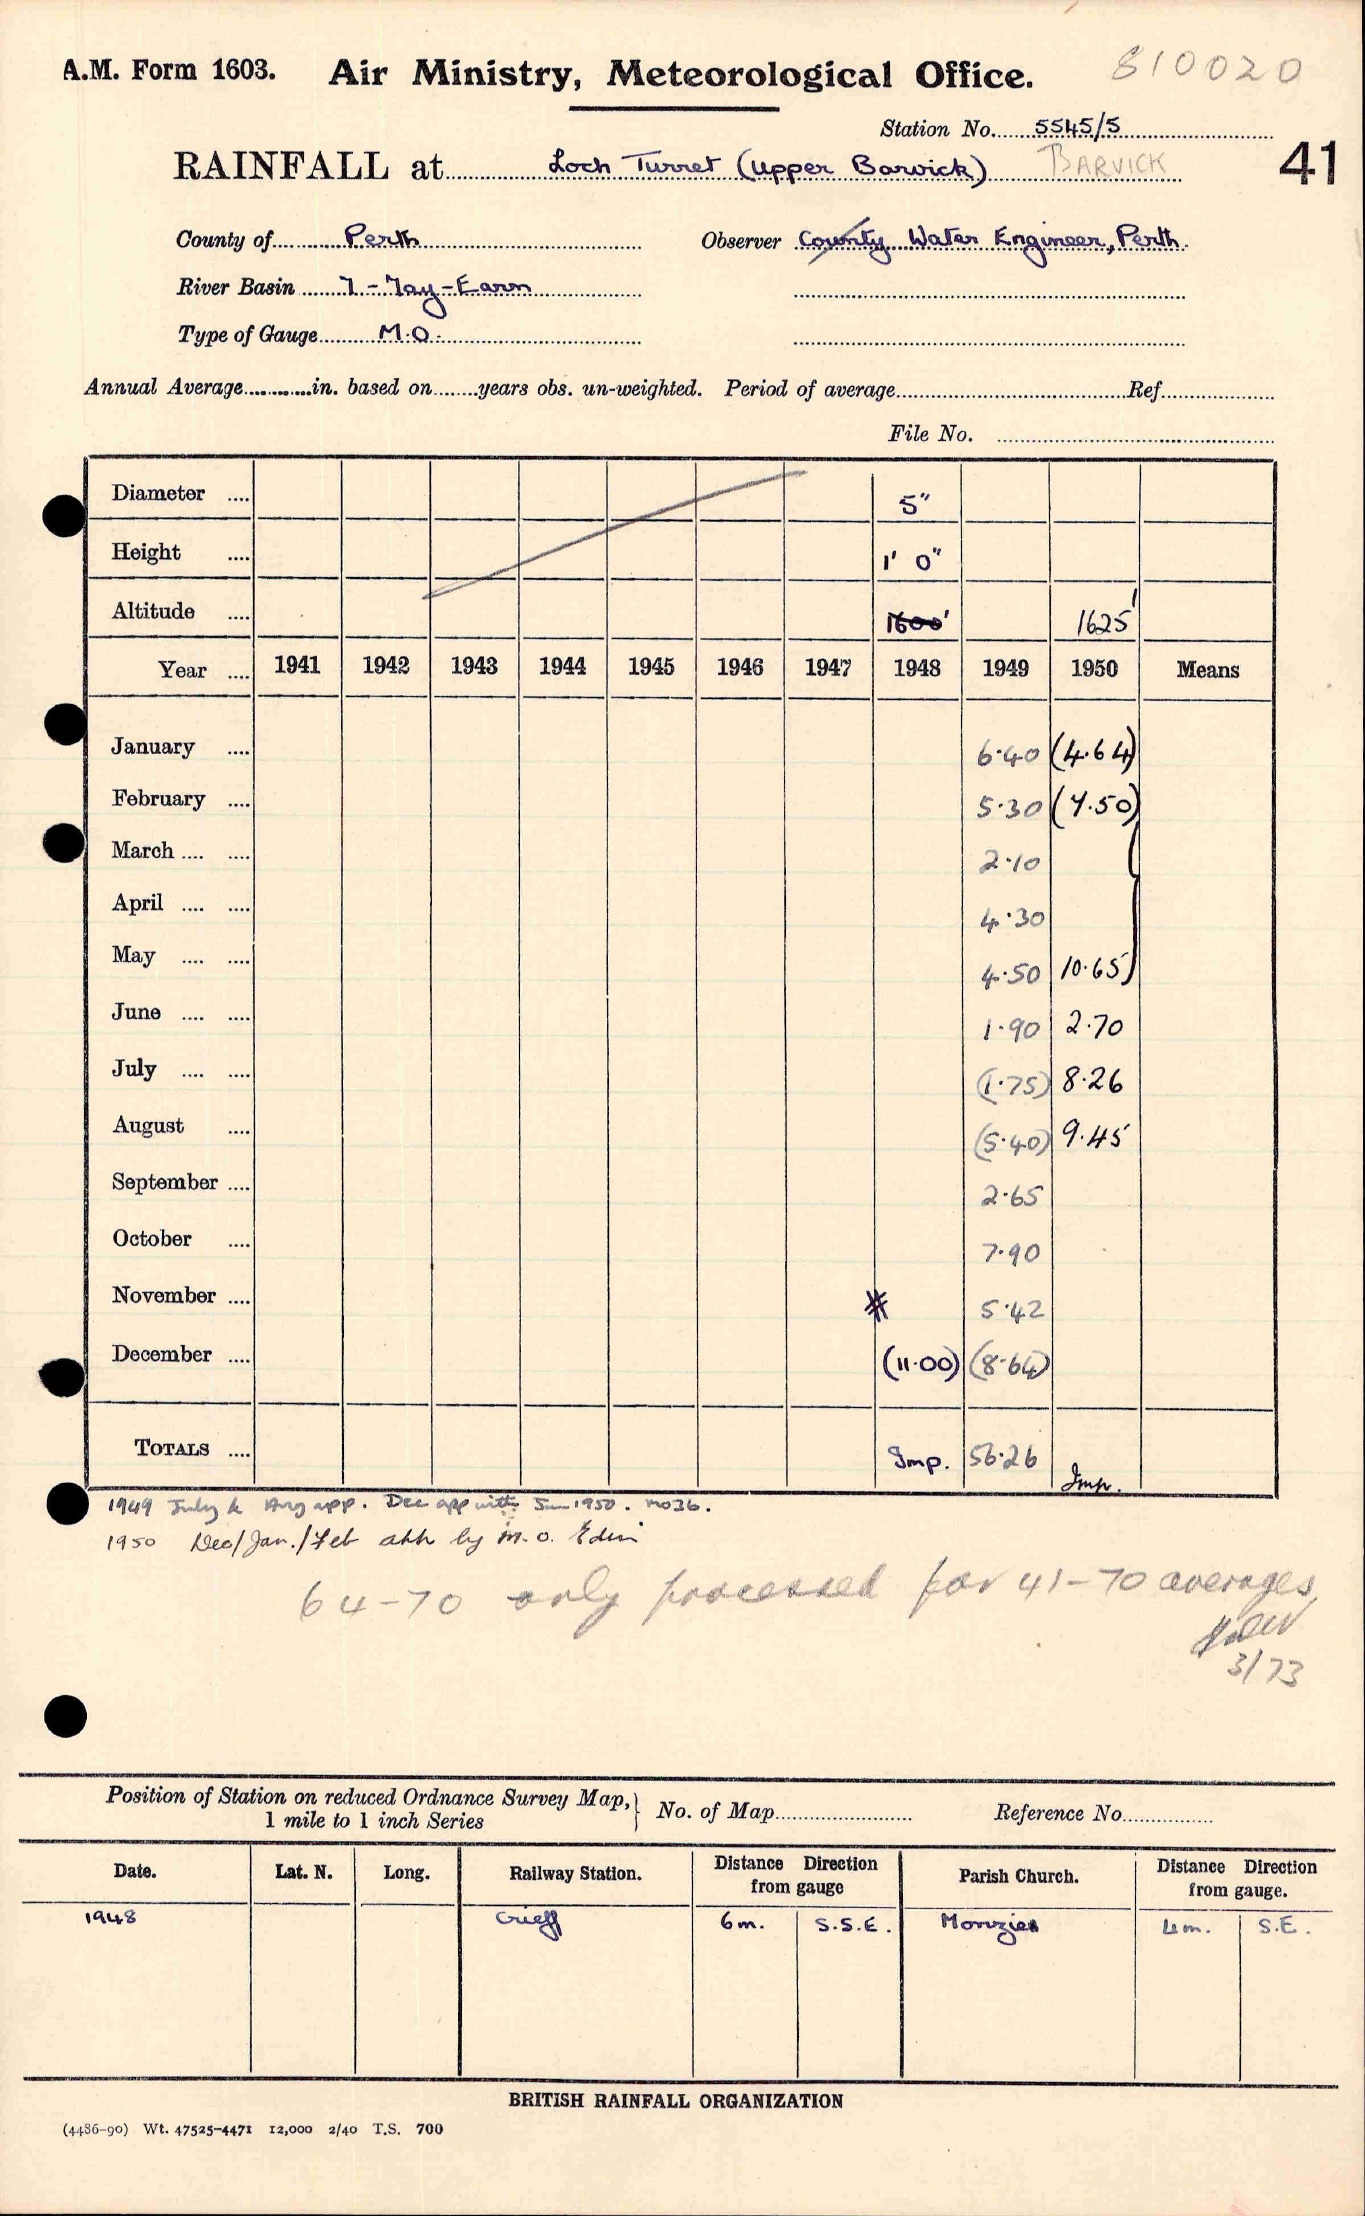 A.M. Form 1603. Air Ministry, Meteorological Office. 810020
Station No. 5545/5
RAINFALL at Loch Turret (Upper Barvick) BARVICK 41
County of Perth Observer County Water Engineer, Perth.
River Basin 7 - Tay - Earn
Type of Gauge M.O.
Annual Average............in. based on........years obs. un-weighted. Period of average................Ref................
File No. ................
Diameter .... 5"
Height .... 1' 0"
Altitude .... 1600' 1625'
Year .... 1941 1942 1943 1944 1945 1946 1947 1948 1949 1950 Means
January .... 6.40 (4.64)
February .... 5.30 (7.50)
March .... .... 2.10
April .... .... 4.30
May .... .... 4.50 10.65)
June .... .... 1.90 2.70
July .... .... (1.75) 8.26
August .... (5.40) 9.45
September .... 2.65
October .... 7.90
November .... 5.42
December .... (11.00) (8.64)
TOTALS .... Imp. 56.26 Imp.
1949 July & Aug app. Dec app with Jan 1950. MO36.
1950 Dec/Jan./Feb by M.O. Edin
64-70 only processed for 41-70 averages
3/73
Position of Station on reduced Ordnance Survey Map, } No. of Map................ Reference No................
1 mile to 1 inch Series
Date. Lat. N. Long. Railway Station. Distance Direction from gauge Parish Church. Distance Direction from gauge.
1948 Crieff 6m. S.S.E. Monzie 4m. S.E.
BRITISH RAINFALL ORGANIZATION
(4486-90) Wt. 47525-4471 12,000 2/40 T.S. 700